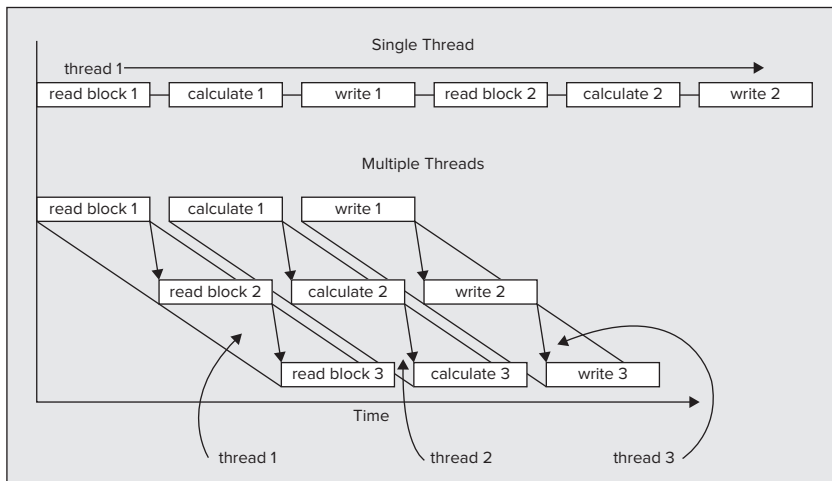 Single Thread
thread 1
read block 1 calculate 1 write 1 read block 2 calculate 2 write 2
Multiple Threads
read block 1 calculate 1 write 1
read block 2 calculate 2 write 2
read block 3 calculate 3 write 3
Time
thread 1 thread 2 thread 3